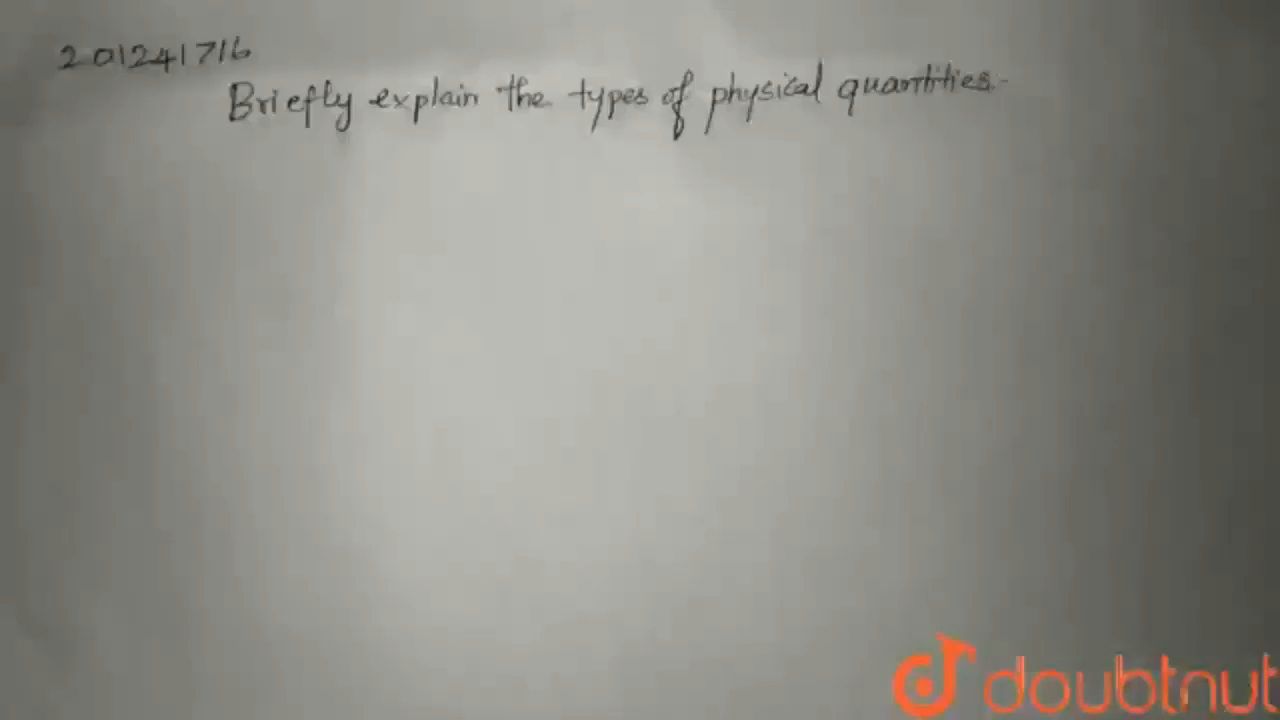 201241716
Briefly explain the types of physical quantities.
doubtnut